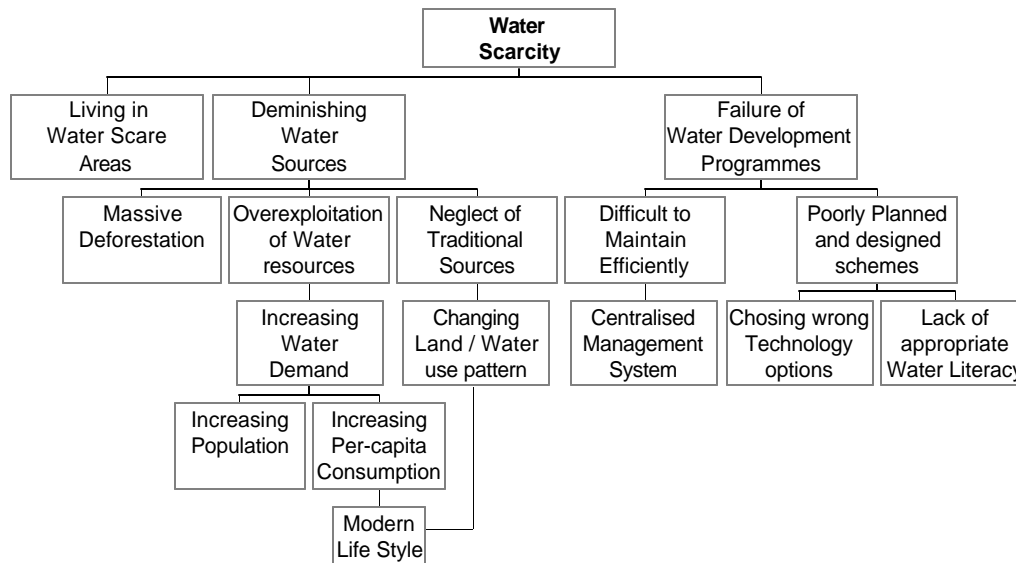 Water
Scarcity
Living in
Water Scare
Areas
Deminishing
Water
Sources
Failure of
Water Development
Programmes
Massive
Deforestation
Overexploitation
of Water
resources
Neglect of
Traditional
Sources
Difficult to
Maintain
Efficiently
Poorly Planned
and designed
schemes
Increasing
Water
Demand
Changing
Land / Water
use pattern
Centralised
Management
System
Chosing wrong
Technology
options
Lack of
appropriate
Water Literacy
Increasing
Population
Increasing
Per-capita
Consumption
Modern
Life Style